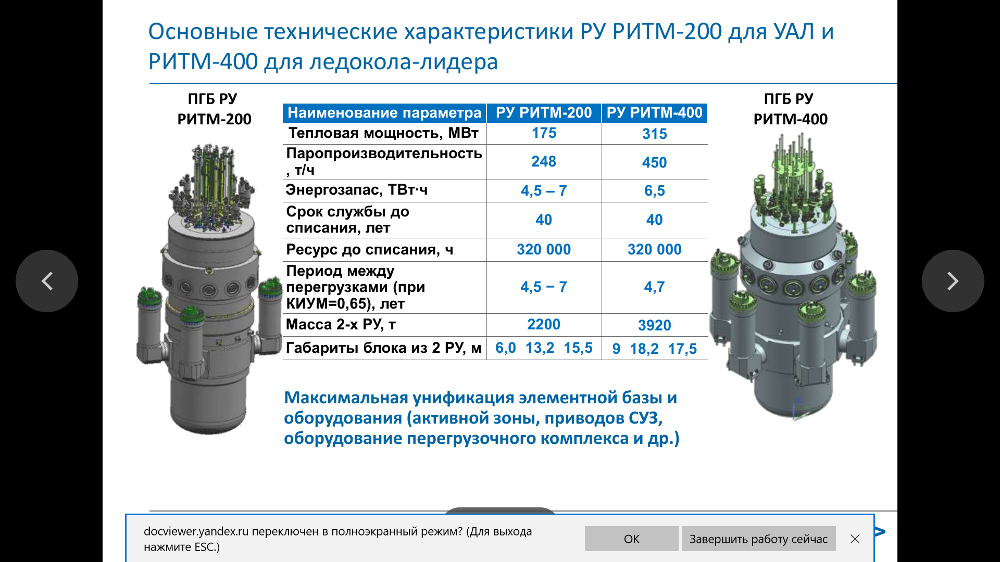 Основные технические характеристики РУ РИТМ-200 для УАЛ и
РИТМ-400 для ледокола-лидера
ПГБ РУ
РИТМ-200
Наименование параметра РУ РИТМ-200 РУ РИТМ-400
Тепловая мощность, МВт 175 315
Паропроизводительность
, т/ч 248 450
Энергозапас, ТВт·ч 4,5 – 7 6,5
Срок службы до
списания, лет 40 40
Ресурс до списания, ч 320 000 320 000
Период между
перегрузками (при
КИУМ=0,65), лет 4,5 – 7 4,7
Масса 2-х РУ, т 2200 3920
Габариты блока из 2 РУ, м 6,0 13,2 15,5 9 18,2 17,5
ПГБ РУ
РИТМ-400
Максимальная унификация элементной базы и
оборудования (активной зоны, приводов СУЗ,
оборудование перегрузочного комплекса и др.)
docviewer.yandex.ru переключен в полноэкранный режим? (Для выхода
нажмите ESC.)
ОК
Завершить работу сейчас